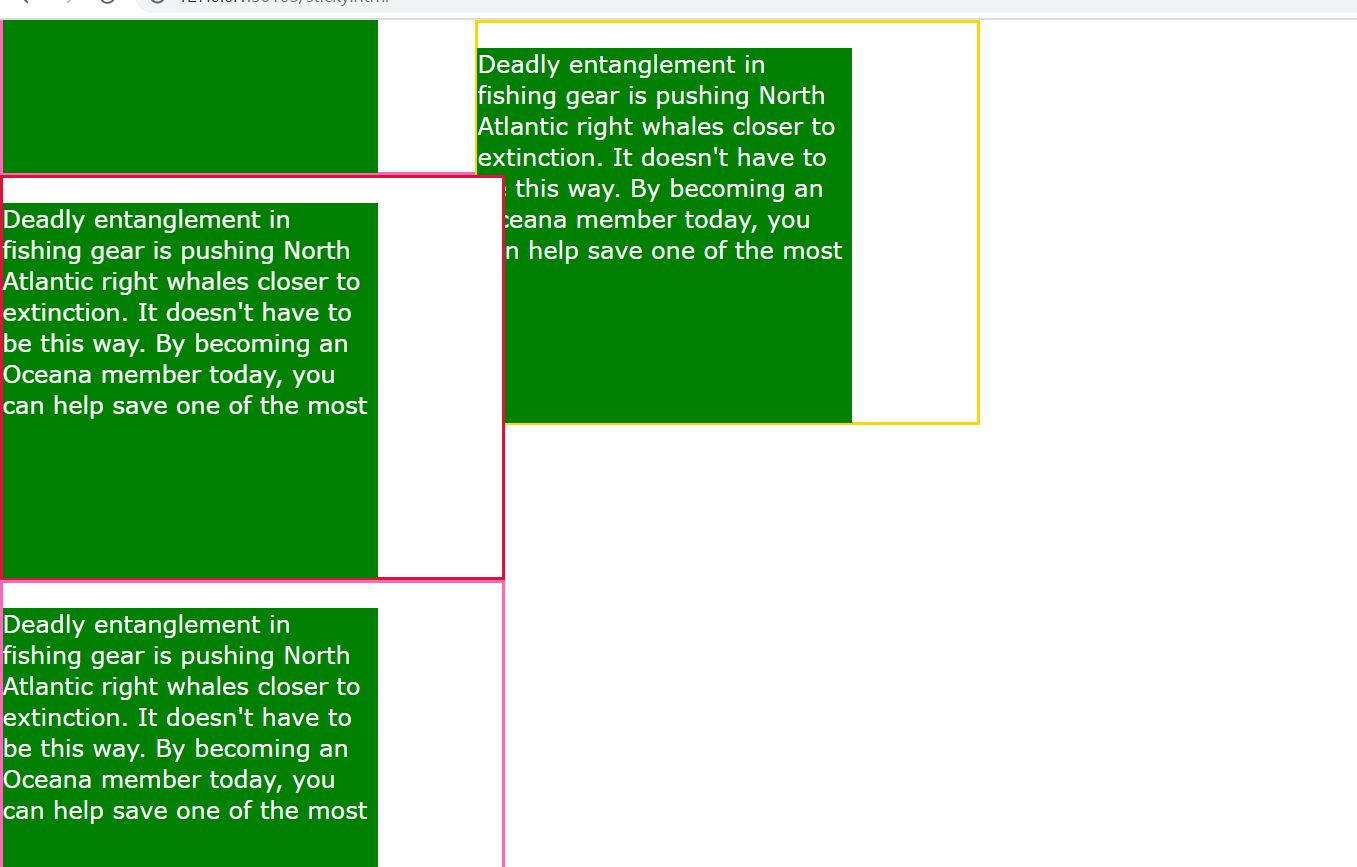 Deadly entanglement in
fishing gear is pushing North
Atlantic right whales closer to
extinction. It doesn't have to
this way. By becoming an
member today, you
help save one of the most
Deadly entanglement in
fishing gear is pushing North
Atlantic right whales closer to
extinction. It doesn't have to
be this way. By becoming an
Oceana member today, you
can help save one of the most
Deadly entanglement in
fishing gear is pushing North
Atlantic right whales closer to
extinction. It doesn't have to
be this way. By becoming an
Oceana member today, you
can help save one of the most